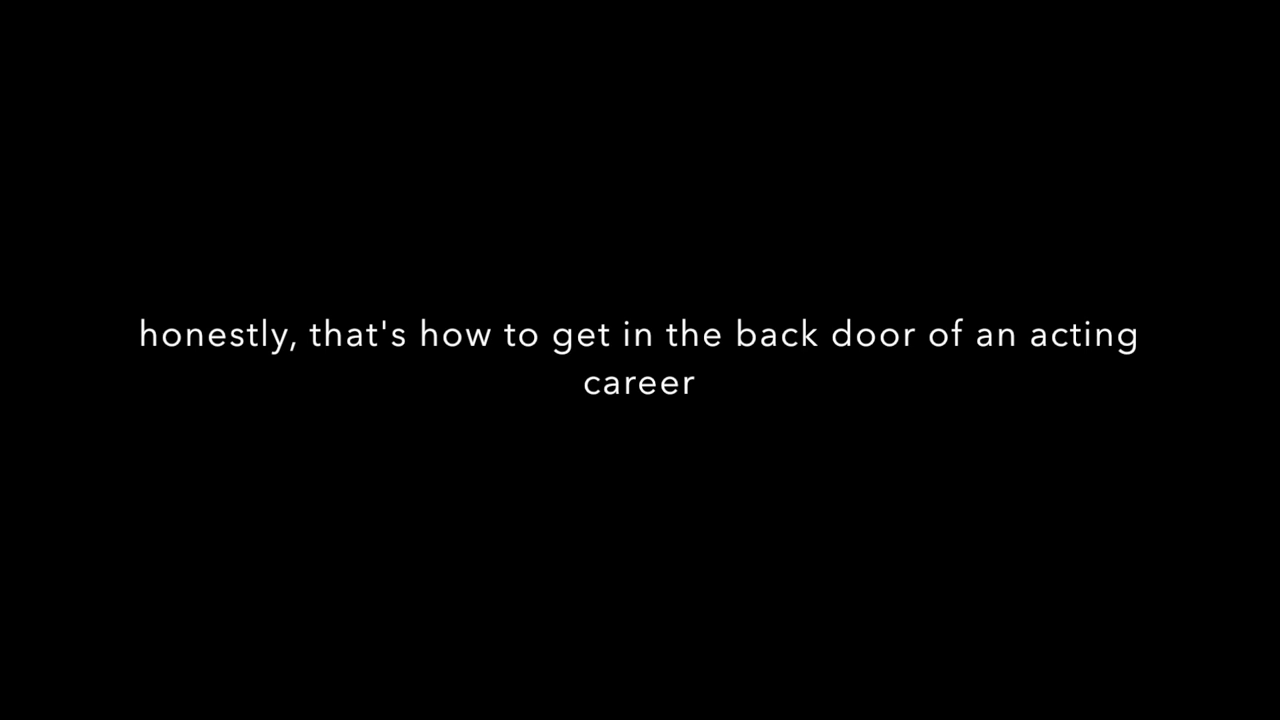 honestly, that's how to get in the back door of an acting
career